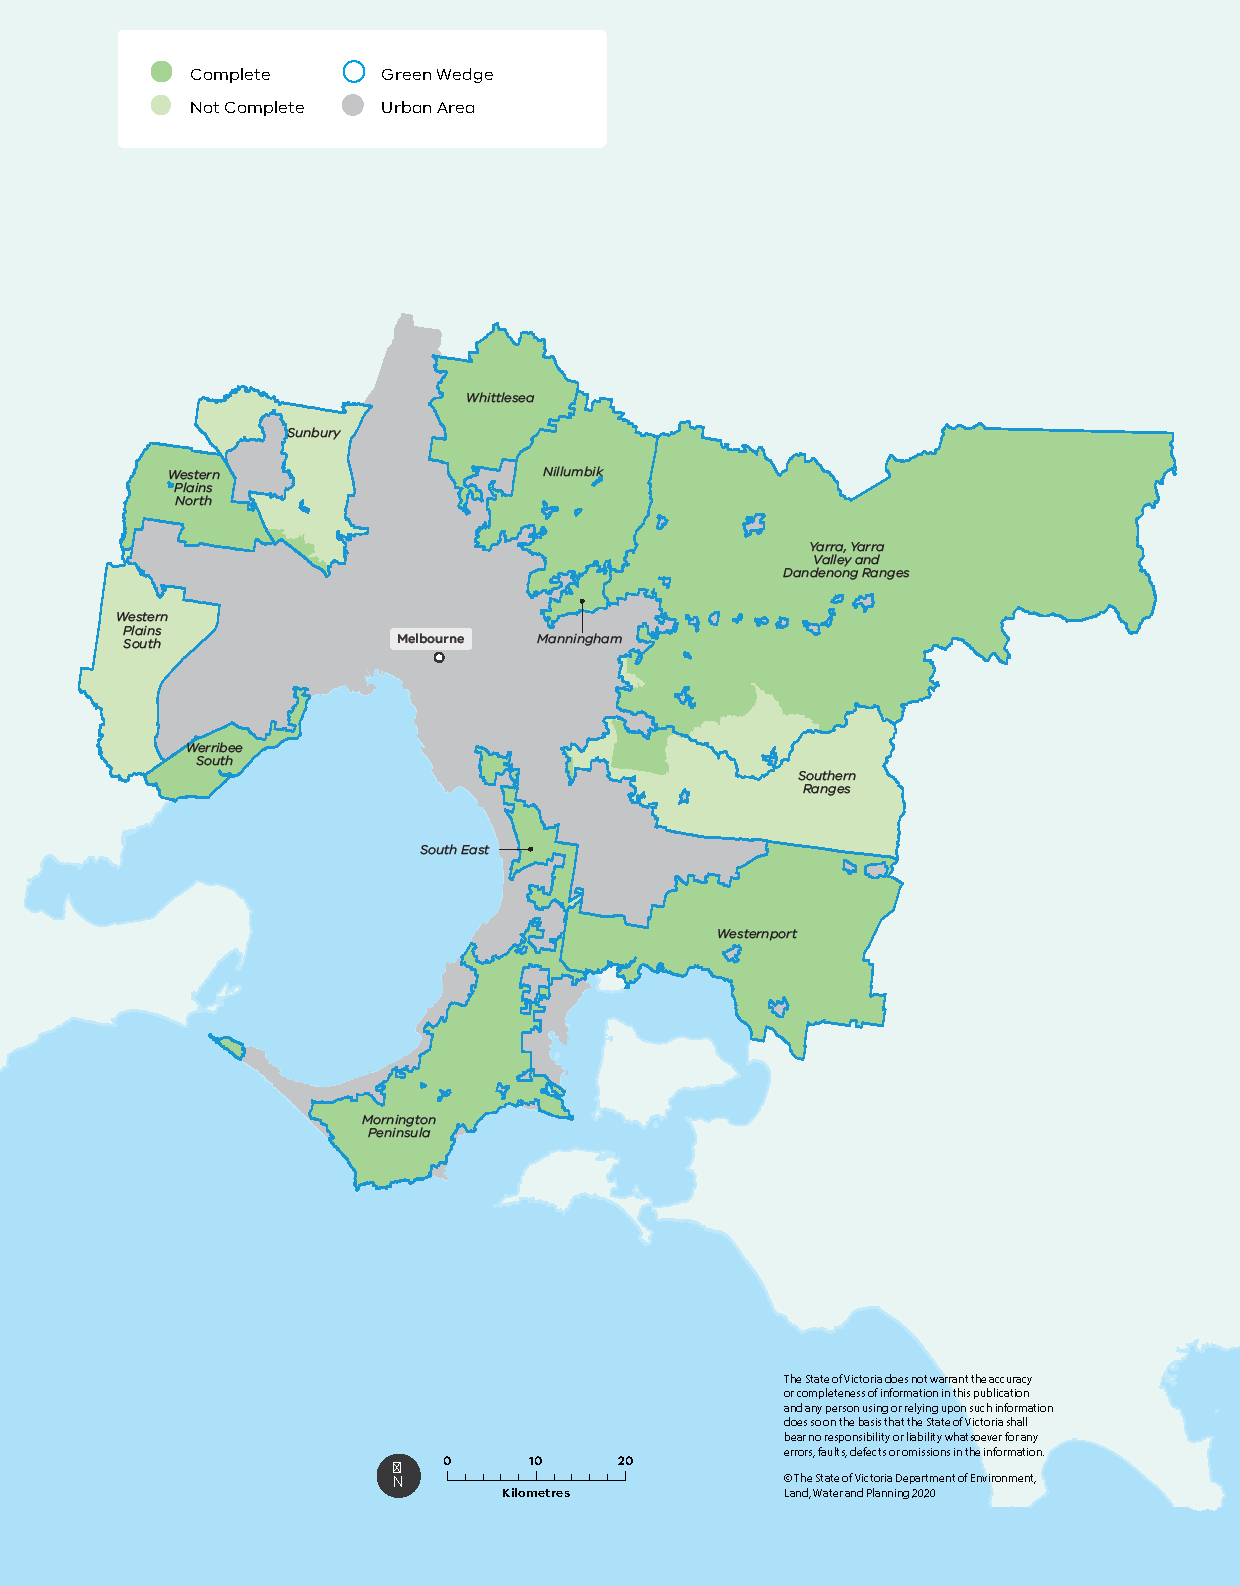 Complete
Green Wedge
Not Complete
Urban Area
Whittlesea
Sunbury
Nillumbik
Western
Plains
North
Yarra, Yarra
Valley and
Dandenong Ranges
Western
Plains
South
Melbourne
Manningham
Werribee
South
Southern
Ranges
South East
Westernport
Mornington
Peninsula
The State of Victoria does not warrant the accuracy
or completeness of information in this publication
and any person using or relying upon such information
does so on the basis that the State of Victoria shall
bear no responsibility or liability whatsoever for any
errors, faults, defects or omissions in the information.
© The State of Victoria Department of Environment,
Land, Water and Planning 2020
N
0 10 20
Kilometres